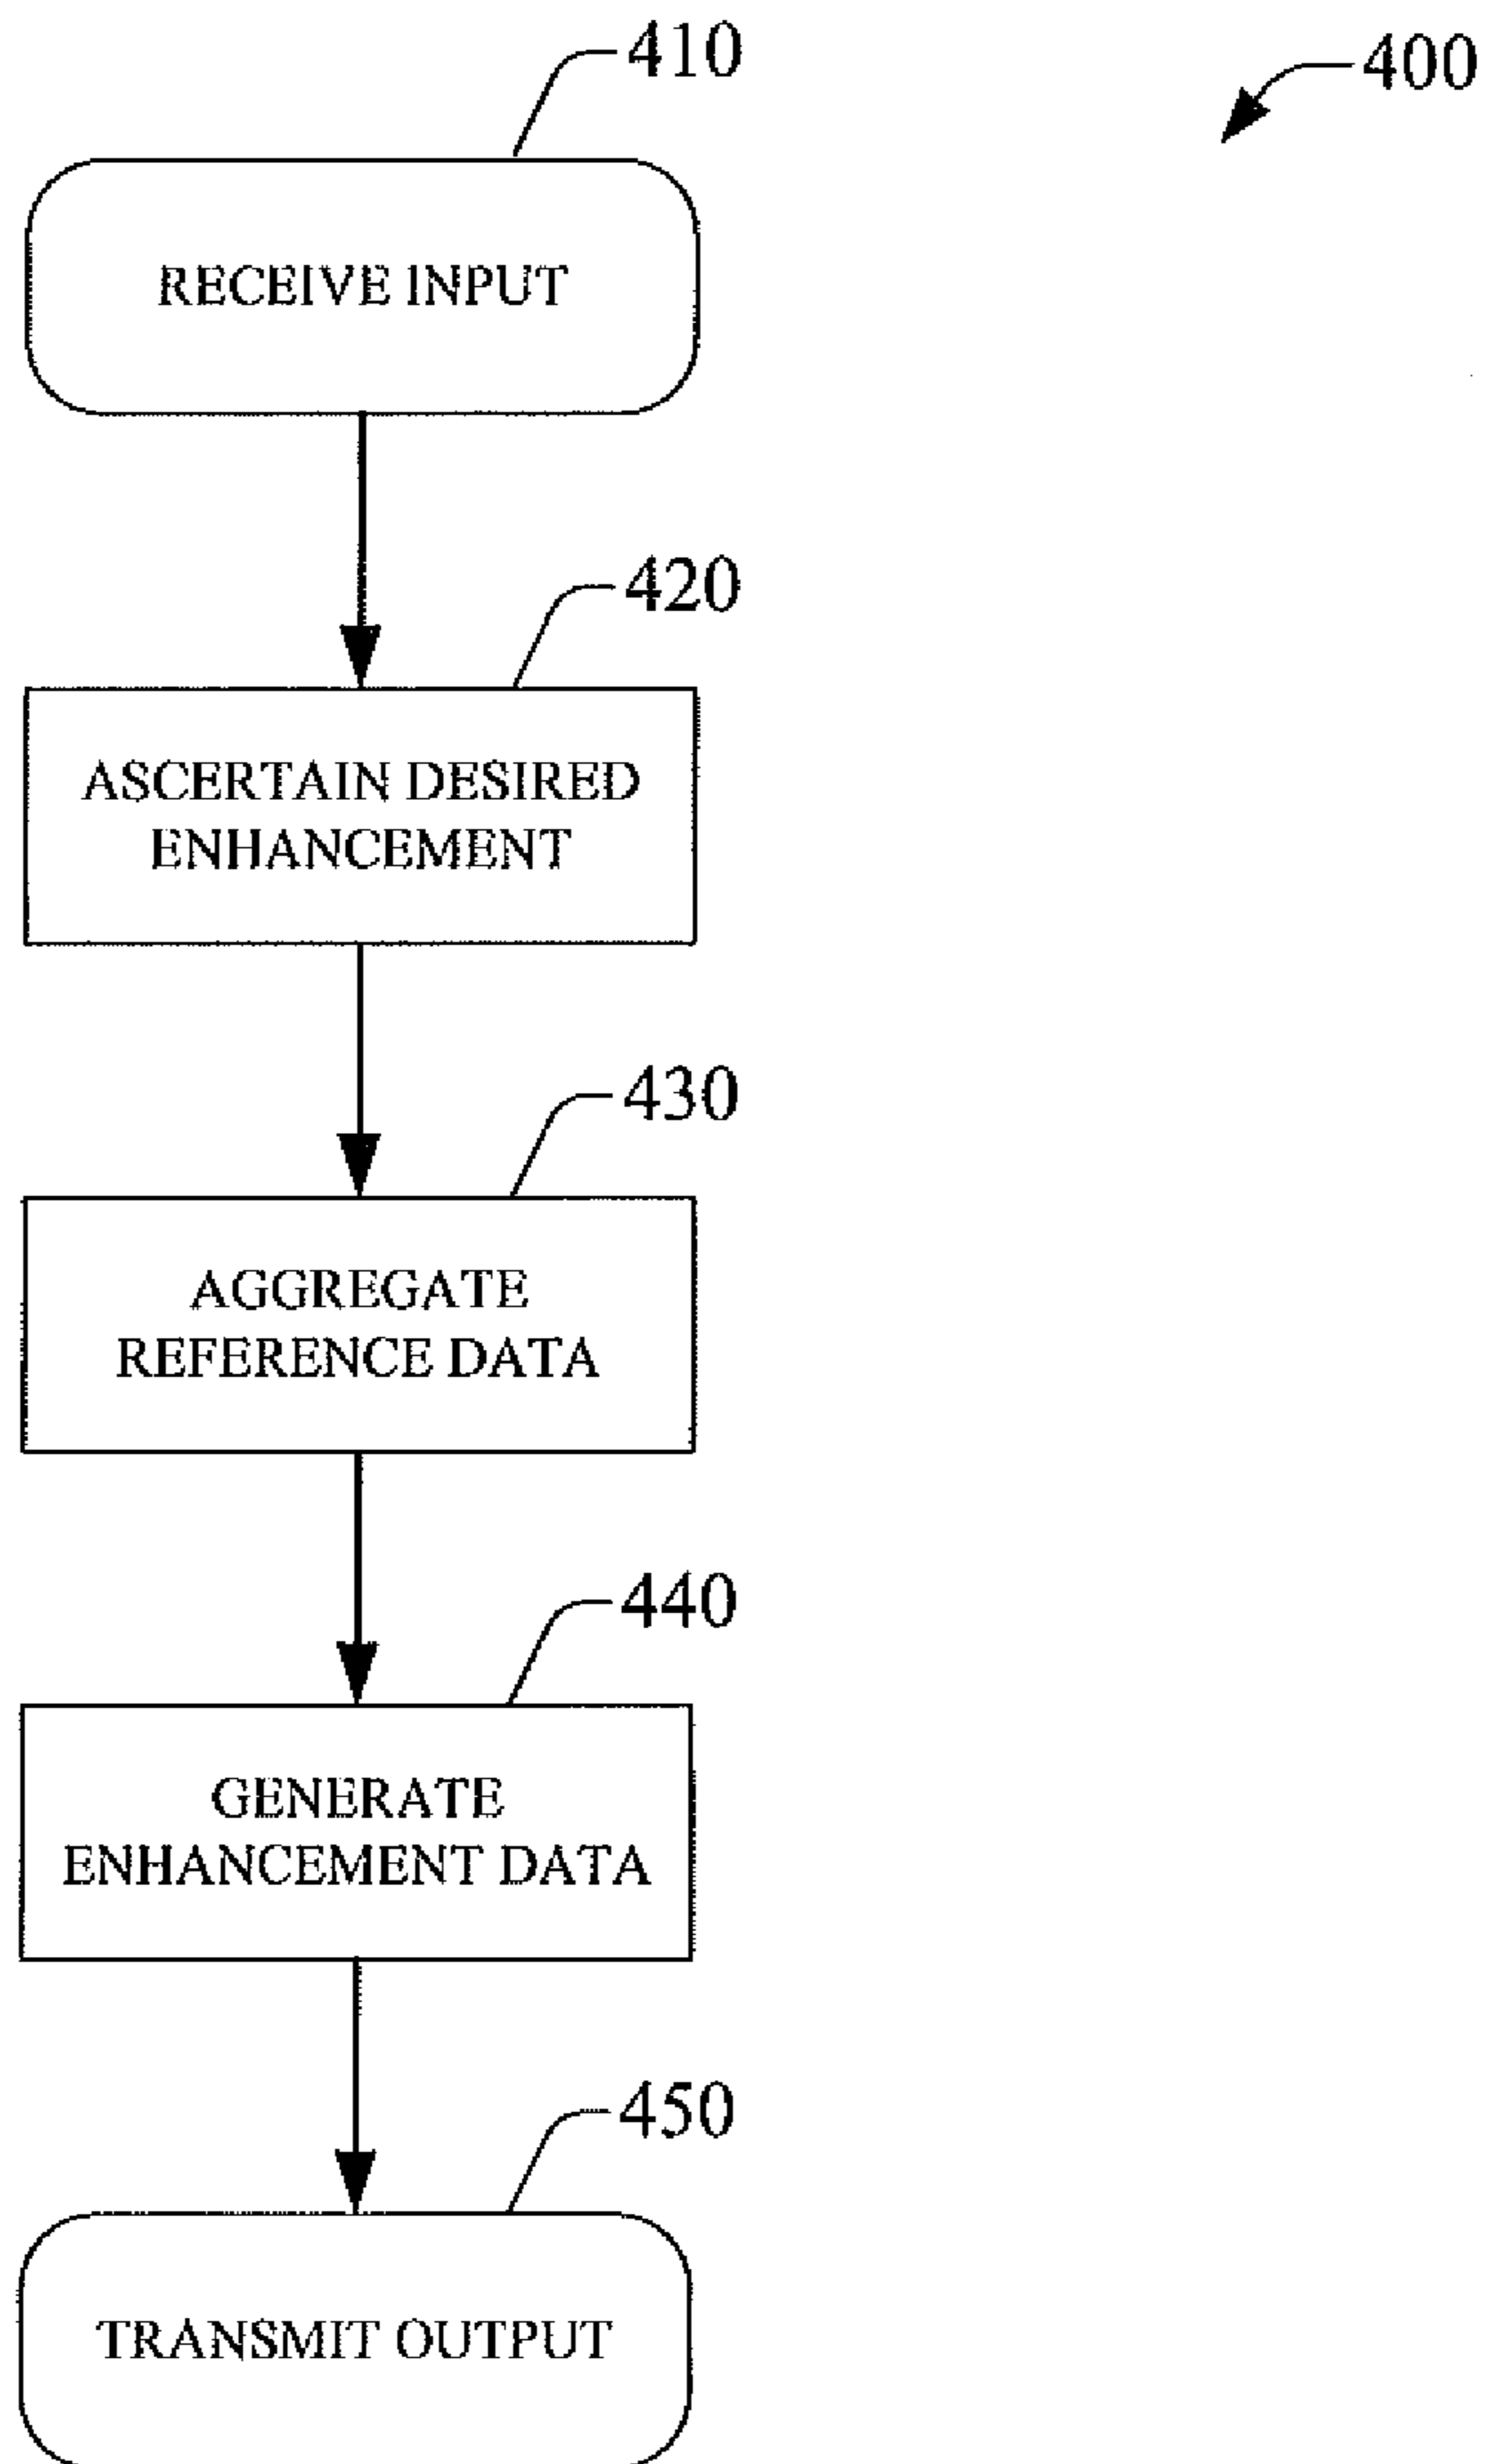 410
400
RECEIVE INPUT
420
ASCERTAIN DESIRED
ENHANCEMENT
430
AGGREGATE
REFERENCE DATA
440
GENERATE
ENHANCEMENT DATA
450
TRANSMIT OUTPUT